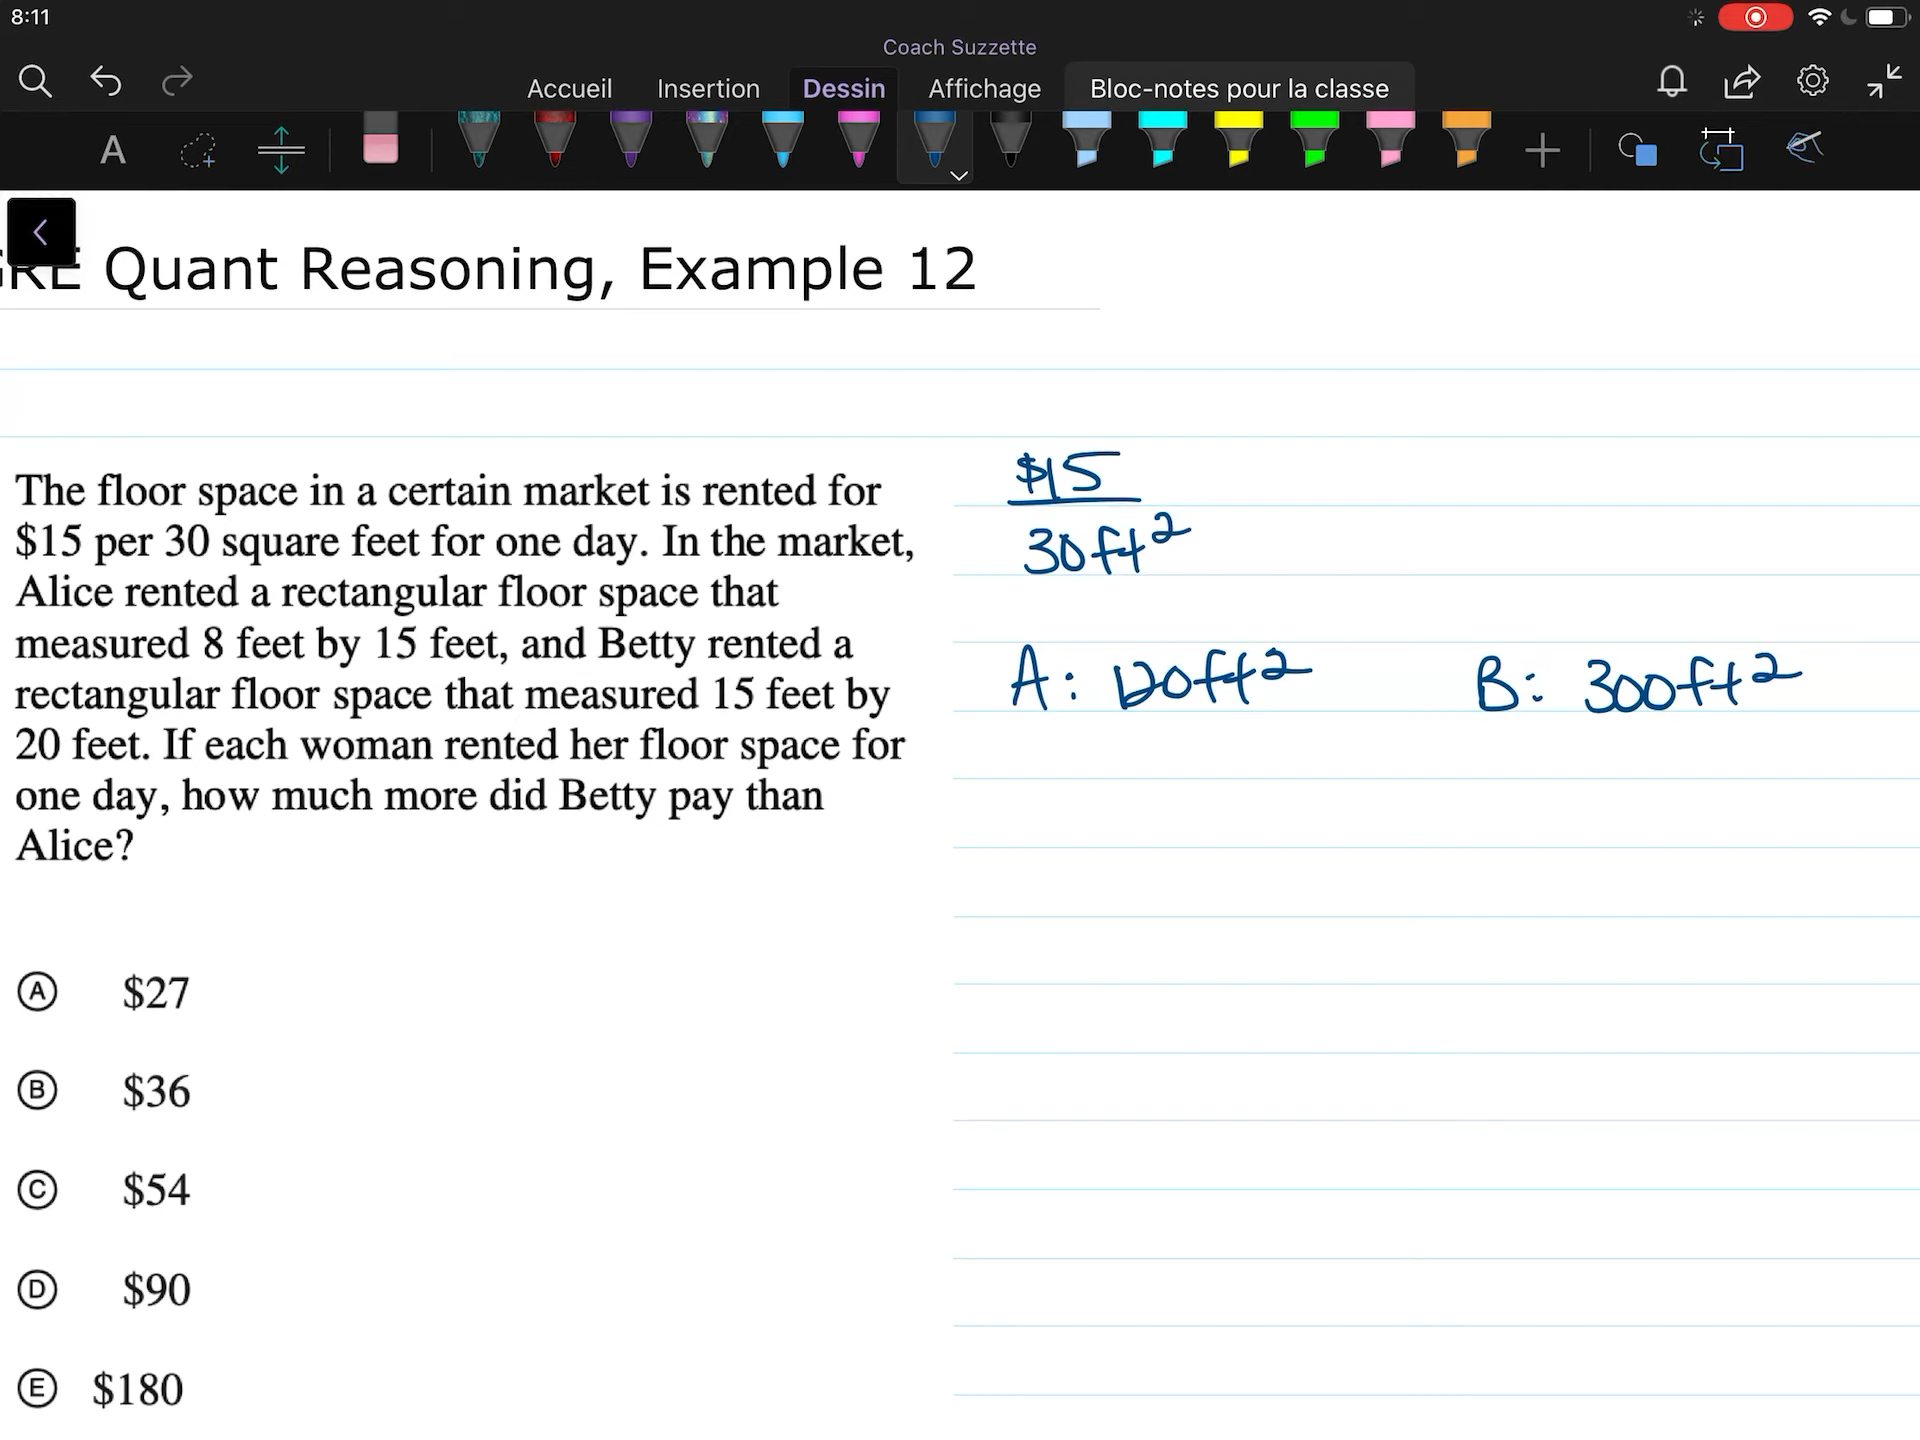 8:11
Coach Suzzette
Accueil Insertion Dessin Affichage Bloc-notes pour la classe
A
GRE Quant Reasoning, Example 12
The floor space in a certain market is rented for
$15 per 30 square feet for one day. In the market,
Alice rented a rectangular floor space that
measured 8 feet by 15 feet, and Betty rented a
rectangular floor space that measured 15 feet by
20 feet. If each woman rented her floor space for
one day, how much more did Betty pay than
Alice?
A $27
B $36
C $54
D $90
E $180
$15
30ft²
A: 120ft² B: 300ft²